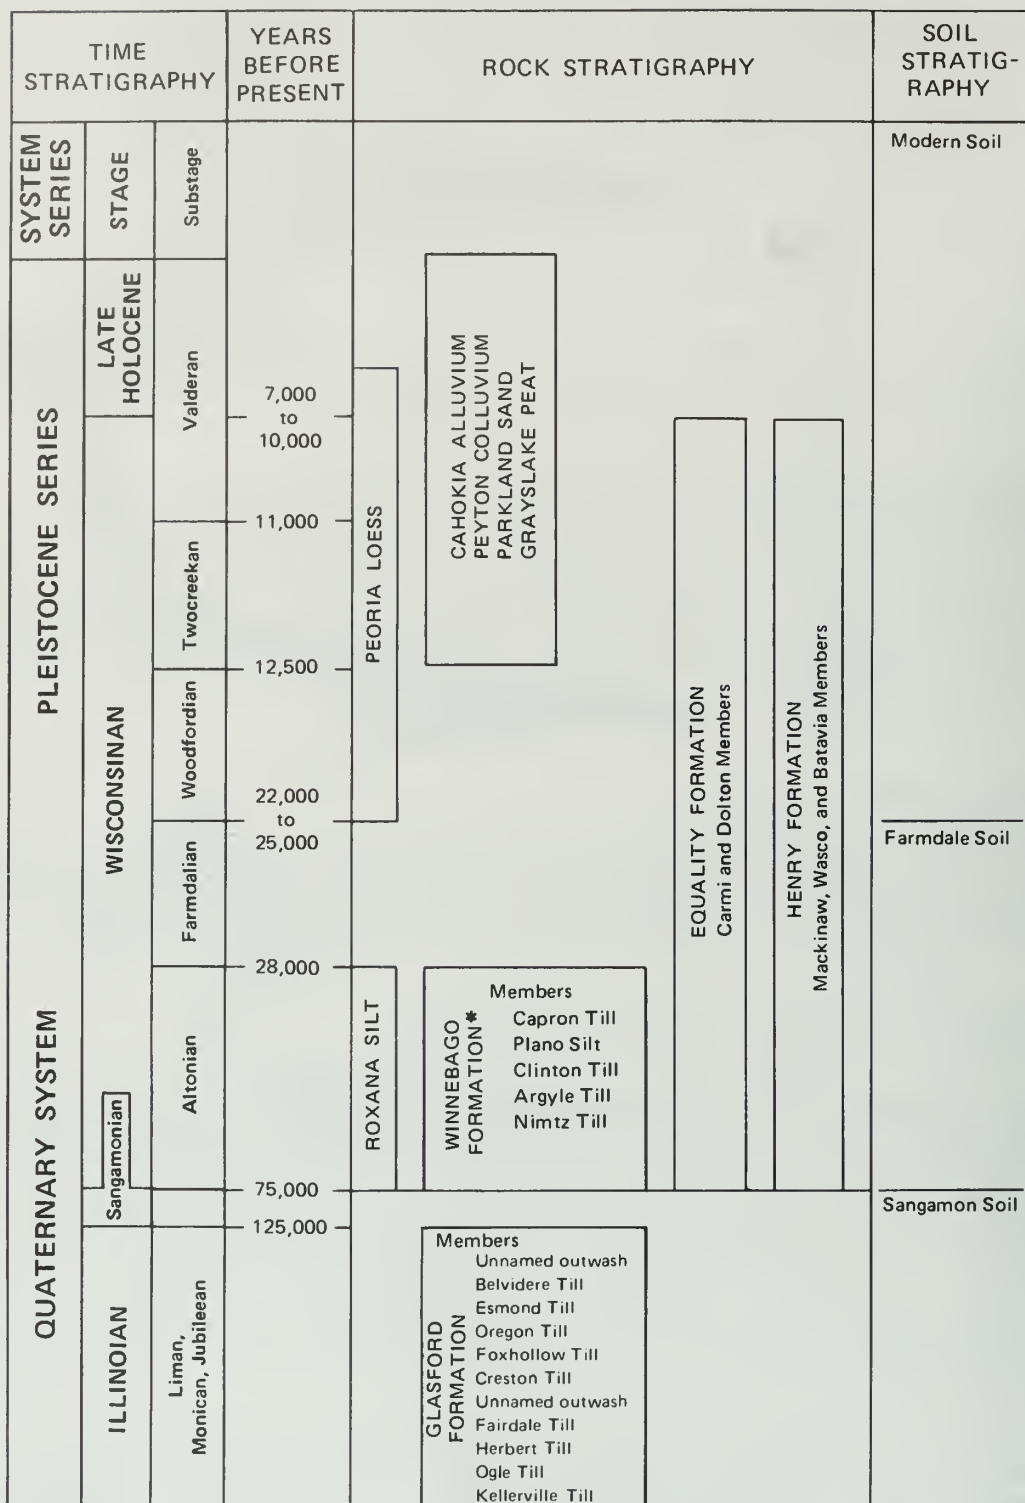 TIME
STRATIGRAPHY
YEARS
BEFORE
PRESENT
ROCK STRATIGRAPHY
SOIL
STRATIG-
RAPHY
SYSTEM
SERIES
STAGE
Substage
Modern Soil
QUATERNARY SYSTEM
PLEISTOCENE SERIES
LATE
HOLOCENE
WISCONSINAN
Sangamonian
ILLINOIAN
Valderan
Twocreekan
Woodfordian
Farmdalian
Altonian
Liman,
Monican, Jubileean
7,000
to
10,000
11,000
12,500
22,000
to
25,000
28,000
75,000
125,000
PEORIA LOESS
ROXANA SILT
CAHOKIA ALLUVIUM
PEYTON COLLUVIUM
PARKLAND SAND
GRAYSLAKE PEAT
WINNEBAGO
FORMATION*
Members
Capron Till
Plano Silt
Clinton Till
Argyle Till
Nimtz Till
GLASFORD
FORMATION
Members
Unnamed outwash
Belvidere Till
Esmond Till
Oregon Till
Foxhollow Till
Creston Till
Unnamed outwash
Fairdale Till
Herbert Till
Ogle Till
Kellerville Till
EQUALITY FORMATION
Carmi and Dolton Members
HENRY FORMATION
Mackinaw, Wasco, and Batavia Members
Farmdale Soil
Sangamon Soil